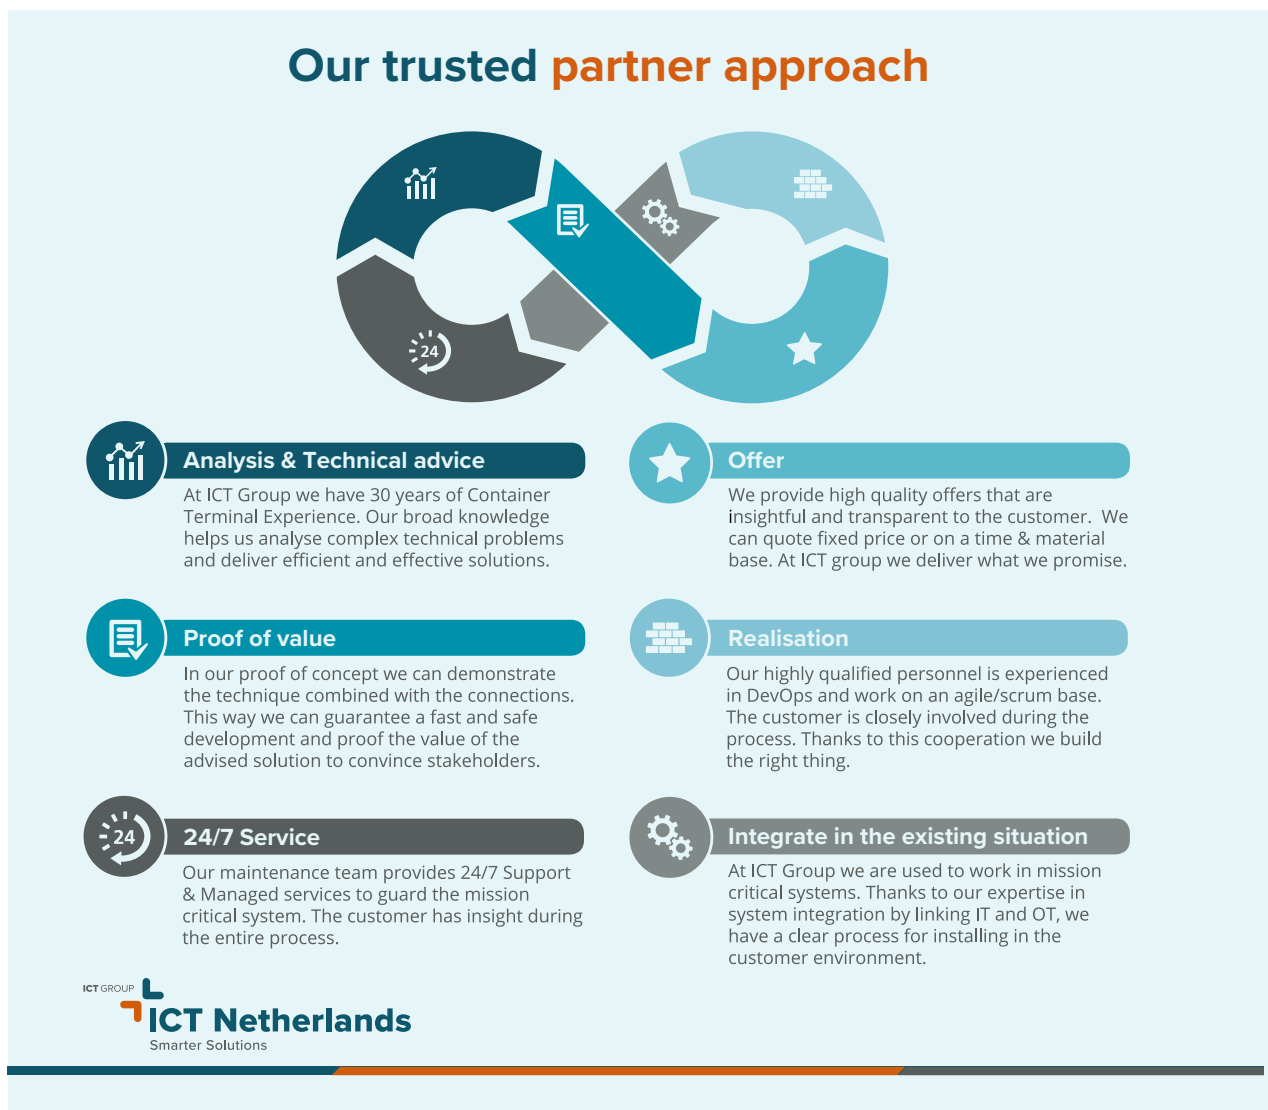 Our trusted partner approach
24
Analysis & Technical advice
At ICT Group we have 30 years of Container
Terminal Experience. Our broad knowledge
helps us analyse complex technical problems
and deliver efficient and effective solutions.
Offer
We provide high quality offers that are
insightful and transparent to the customer.  We
can quote fixed price or on a time & material
base. At ICT group we deliver what we promise.
Proof of value
In our proof of concept we can demonstrate
the technique combined with the connections.
This way we can guarantee a fast and safe
development and proof the value of the
advised solution to convince stakeholders.
Realisation
Our highly qualified personnel is experienced
in DevOps and work on an agile/scrum base.
The customer is closely involved during the
process. Thanks to this cooperation we build
the right thing.
24
24/7 Service
Our maintenance team provides 24/7 Support
& Managed services to guard the mission
critical system. The customer has insight during
the entire process.
Integrate in the existing situation
At ICT Group we are used to work in mission
critical systems. Thanks to our expertise in
system integration by linking IT and OT, we
have a clear process for installing in the
customer environment.
ICT GROUP
ICT Netherlands
Smarter Solutions